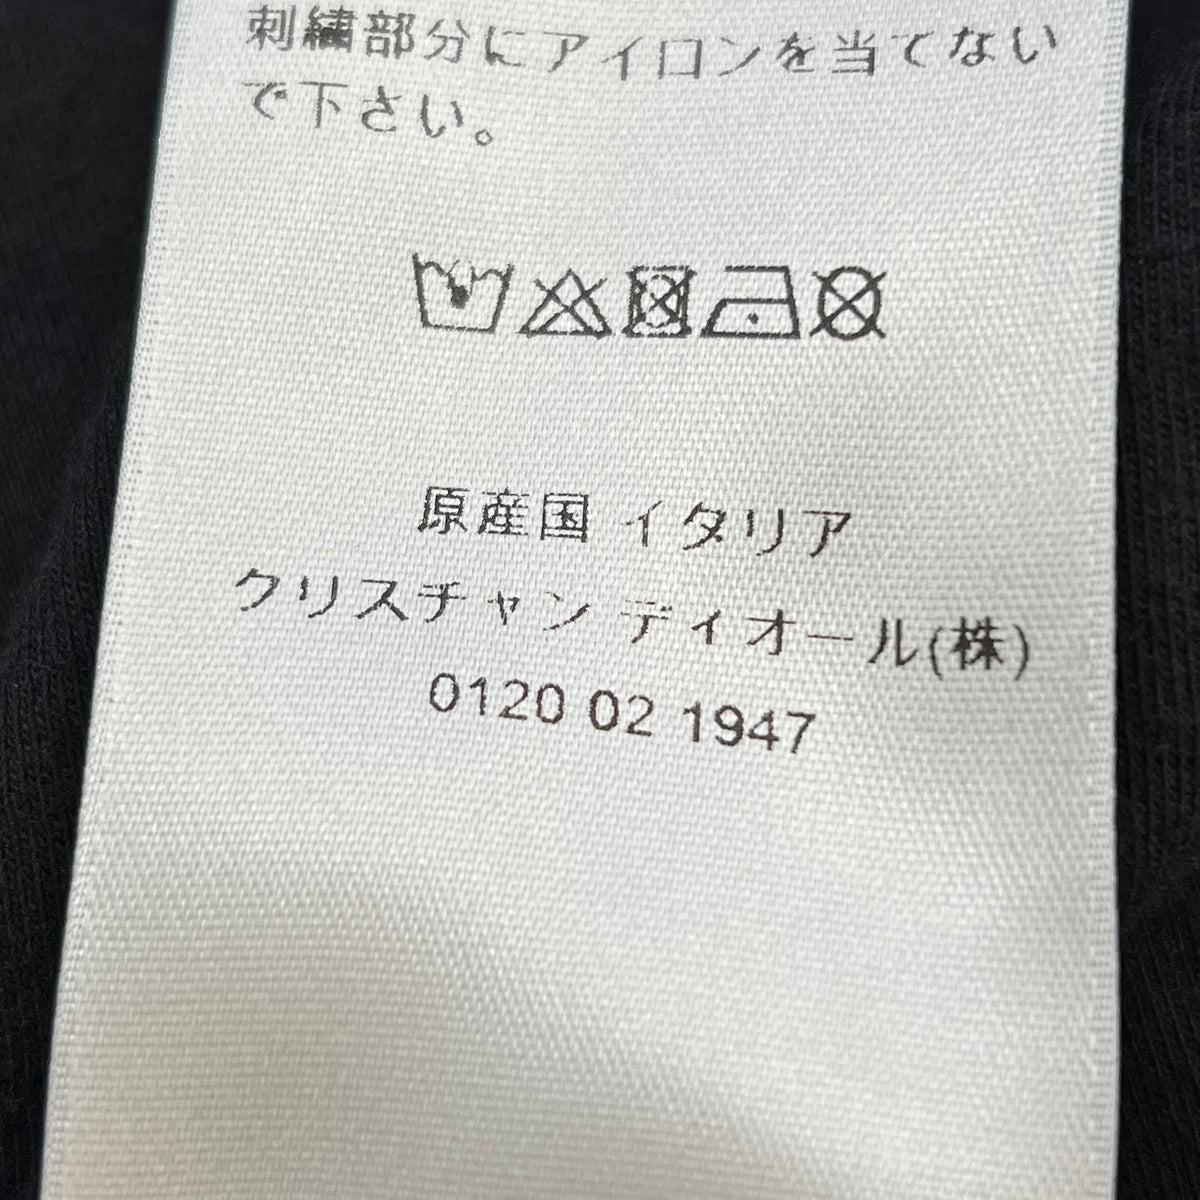 刺繍部分にアイロンを当てない
で下さい。
原産国 イタリア
クリスチャン ディオール(株)
0120 02 1947